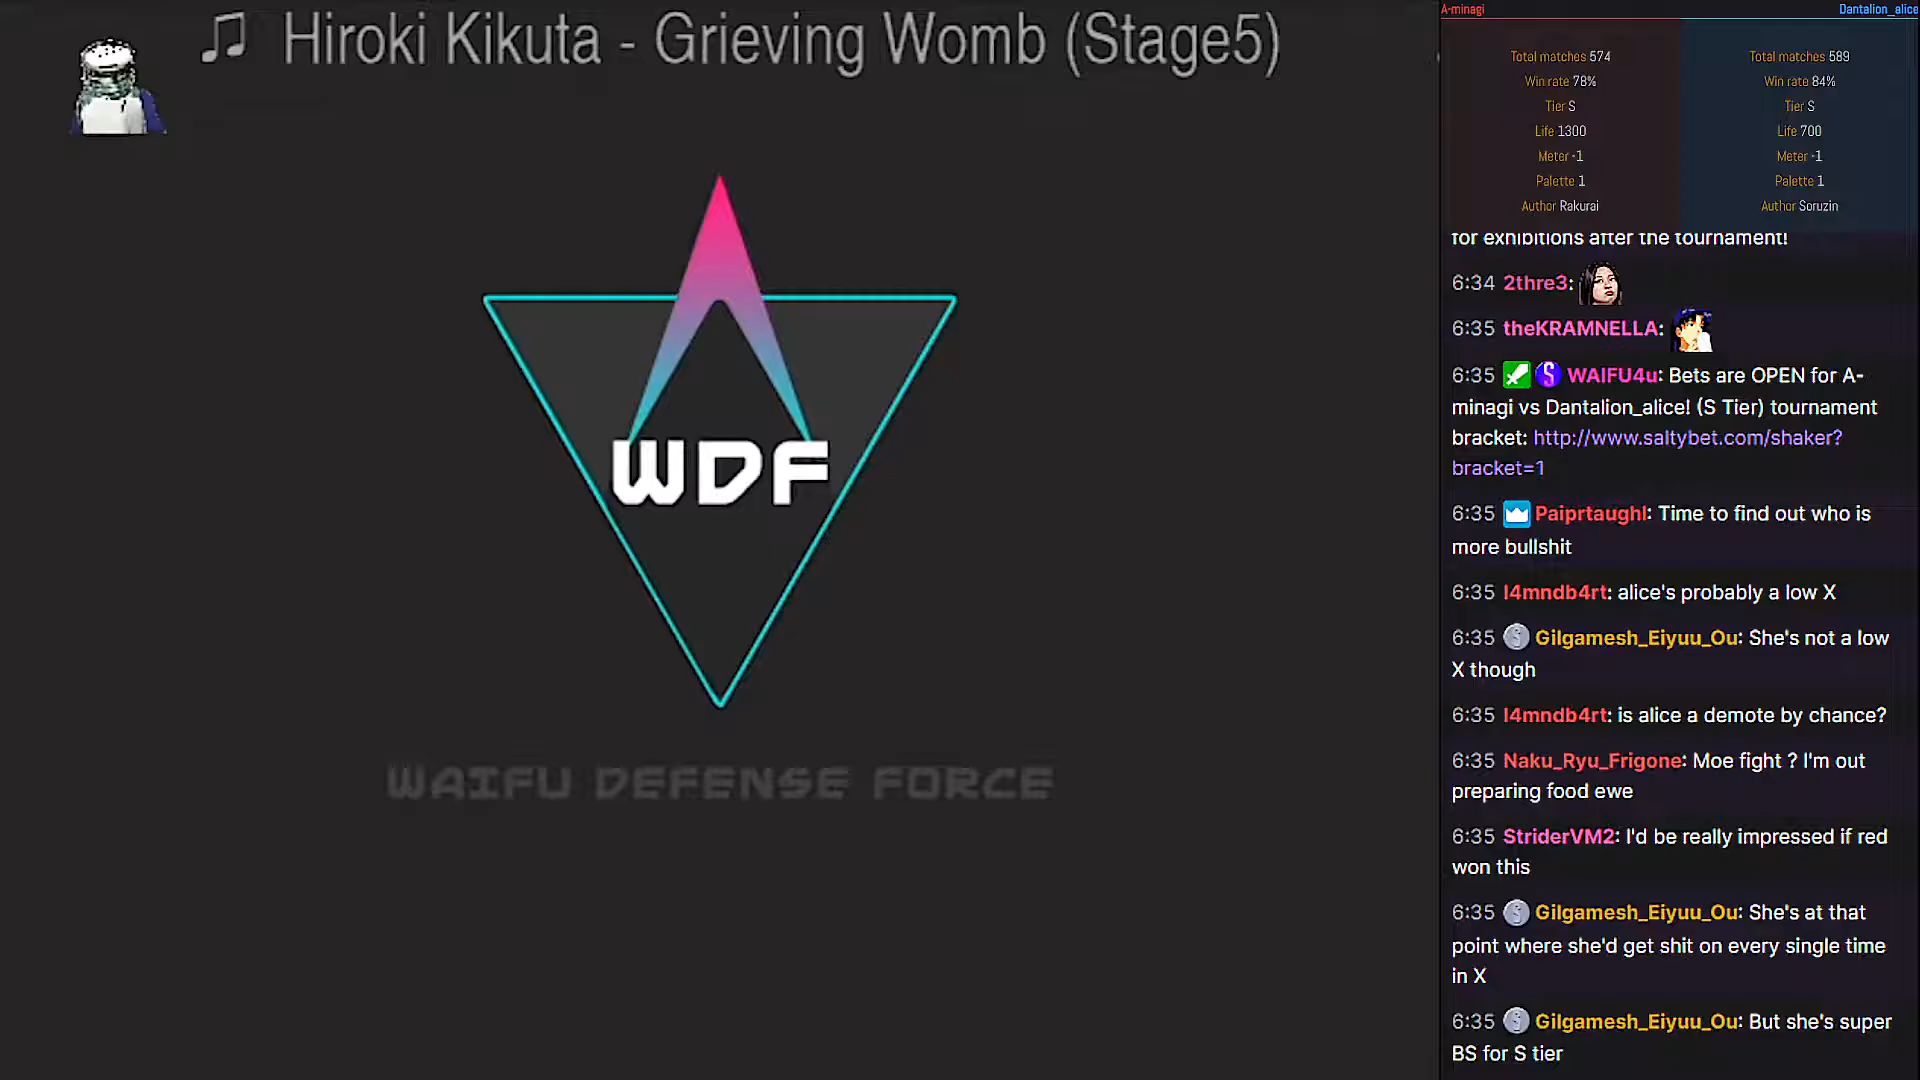 ♫ Hiroki Kikuta - Grieving Womb (Stage5)
WDF
WAIFU DEFENSE FORCE
A-minagi
Dantalion_alice
Total matches 574
Win rate 78%
Tier S
Life 1300
Meter -1
Palette 1
Author Rakurai
Total matches 589
Win rate 84%
Tier S
Life 700
Meter -1
Palette 1
Author Soruzin
for exhibitions after the tournament!
6:34 2thre3:
6:35 theKRAMNELLA:
6:35 WAIFU4u: Bets are OPEN for A-
minagi vs Dantalion_alice! (S Tier) tournament
bracket: http://www.saltybet.com/shaker?
bracket=1
6:35 Paiprtaughl: Time to find out who is
more bullshit
6:35 l4mndb4rt: alice's probably a low X
6:35 Gilgamesh_Eiyuu_Ou: She's not a low
X though
6:35 l4mndb4rt: is alice a demote by chance?
6:35 Naku_Ryu_Frigone: Moe fight ? I'm out
preparing food ewe
6:35 StriderVM2: I'd be really impressed if red
won this
6:35 Gilgamesh_Eiyuu_Ou: She's at that
point where she'd get shit on every single time
in X
6:35 Gilgamesh_Eiyuu_Ou: But she's super
BS for S tier